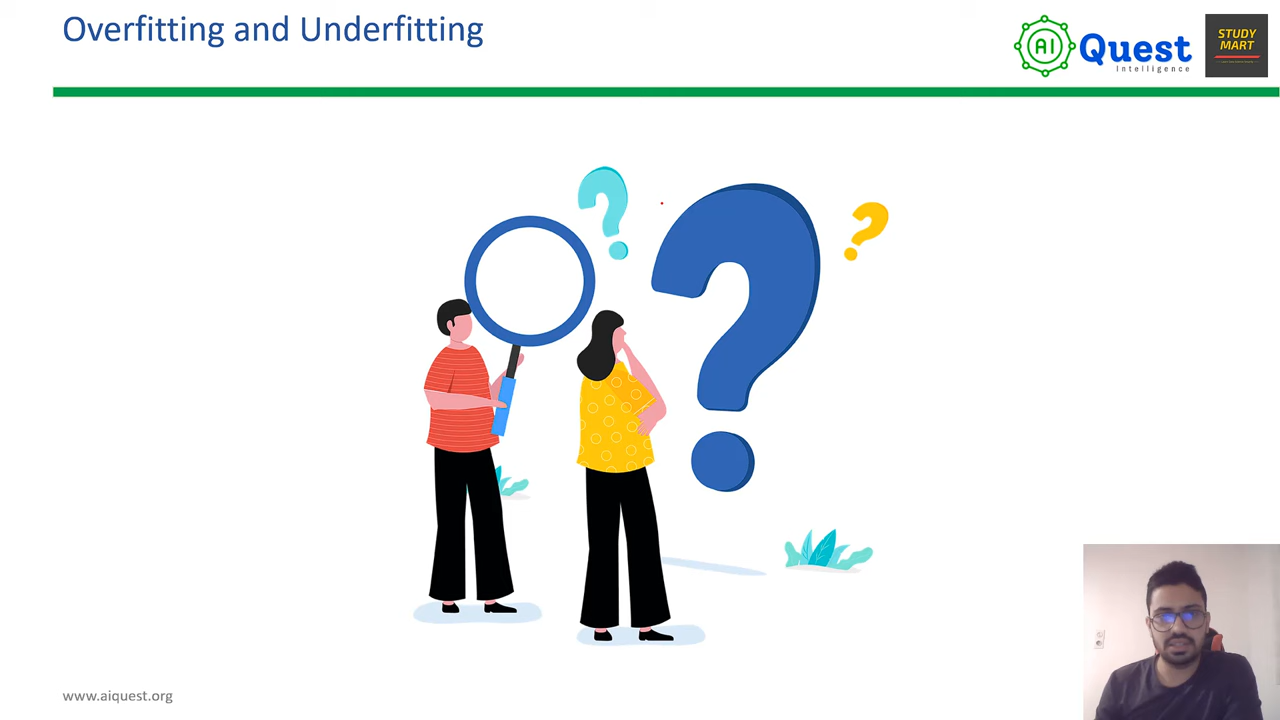 Overfitting and Underfitting
AI Quest
Intelligence
STUDY
MART
www.aiquest.org